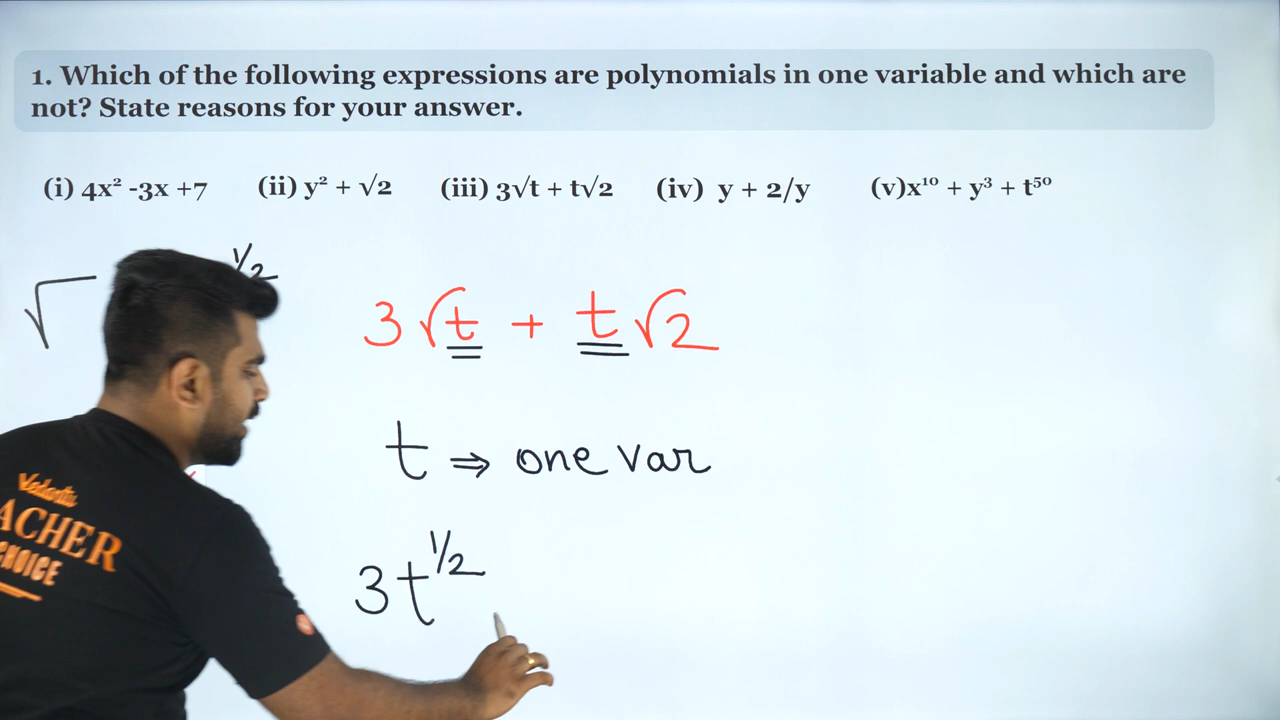 1. Which of the following expressions are polynomials in one variable and which are
not? State reasons for your answer.
(i) 4x² -3x +7 (ii) y² + √2 (iii) 3√t + t√2 (iv) y + 2/y (v)x¹⁰ + y³ + t⁵⁰
√ 1/2
3√t + t√2
t ⇒ one var
3t^1/2
Vedantu
ACHER
CHOICE